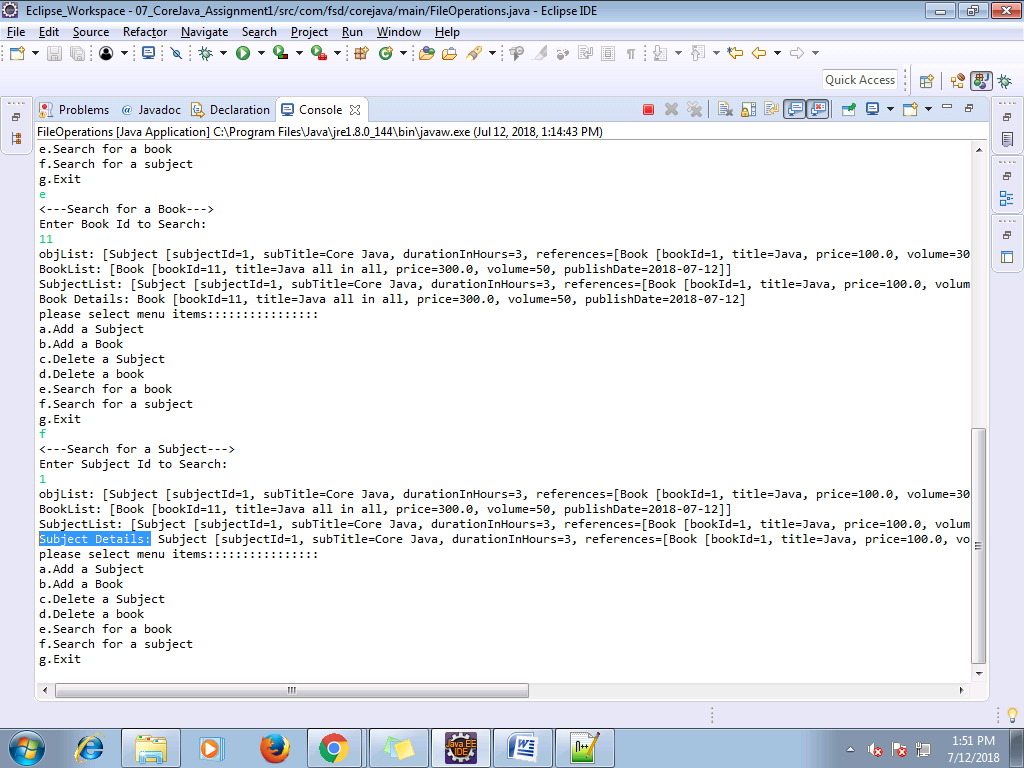 Eclipse_Workspace - 07_CoreJava_Assignment1/src/com/fsd/corejava/main/FileOperations.java - Eclipse IDE
File Edit Source Refactor Navigate Search Project Run Window Help
Quick Access
Problems @ Javadoc Declaration Console
FileOperations [Java Application] C:\Program Files\Java\jre1.8.0_144\bin\javaw.exe (Jul 12, 2018, 1:14:43 PM)
e.Search for a book
f.Search for a subject
g.Exit
e
<---Search for a Book--->
Enter Book Id to Search:
11
objList: [Subject [subjectId=1, subTitle=Core Java, durationInHours=3, references=[Book [bookId=1, title=Java, price=100.0, volume=30
BookList: [Book [bookId=11, title=Java all in all, price=300.0, volume=50, publishDate=2018-07-12]]
SubjectList: [Subject [subjectId=1, subTitle=Core Java, durationInHours=3, references=[Book [bookId=1, title=Java, price=100.0, volum
Book Details: Book [bookId=11, title=Java all in all, price=300.0, volume=50, publishDate=2018-07-12]
please select menu items::::::::::::::::
a.Add a Subject
b.Add a Book
c.Delete a Subject
d.Delete a book
e.Search for a book
f.Search for a subject
g.Exit
f
<---Search for a Subject--->
Enter Subject Id to Search:
1
objList: [Subject [subjectId=1, subTitle=Core Java, durationInHours=3, references=[Book [bookId=1, title=Java, price=100.0, volume=30
BookList: [Book [bookId=11, title=Java all in all, price=300.0, volume=50, publishDate=2018-07-12]]
SubjectList: [Subject [subjectId=1, subTitle=Core Java, durationInHours=3, references=[Book [bookId=1, title=Java, price=100.0, volum
Subject Details: Subject [subjectId=1, subTitle=Core Java, durationInHours=3, references=[Book [bookId=1, title=Java, price=100.0, vo
please select menu items::::::::::::::::
a.Add a Subject
b.Add a Book
c.Delete a Subject
d.Delete a book
e.Search for a book
f.Search for a subject
g.Exit
Java EE
IDE
1:51 PM
7/12/2018